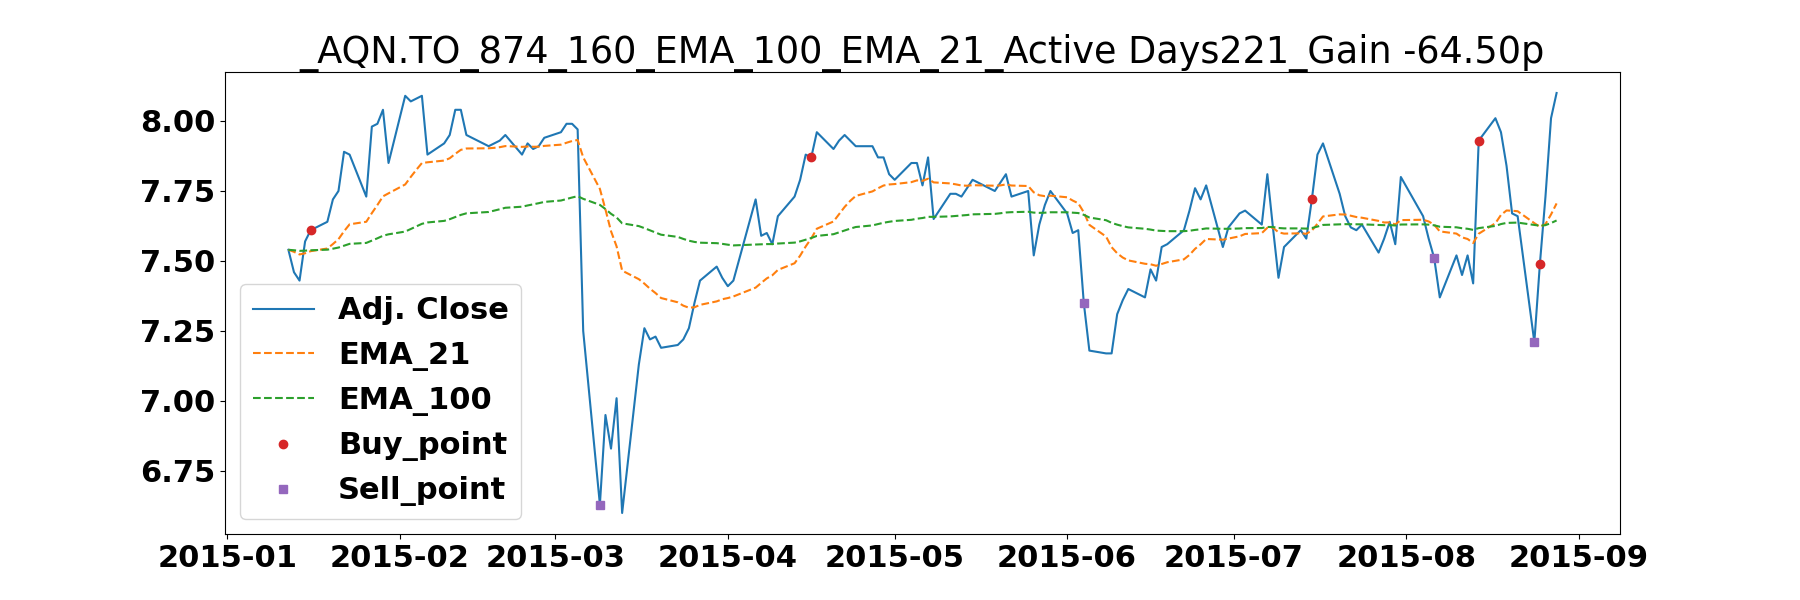 _AQN.TO_874_160_EMA_100_EMA_21_Active Days221_Gain -64.50p
8.00
7.75
7.50
7.25
7.00
6.75
Adj. Close
EMA_21
EMA_100
Buy_point
Sell_point
2015-01 2015-02 2015-03 2015-04 2015-05 2015-06 2015-07 2015-08 2015-09